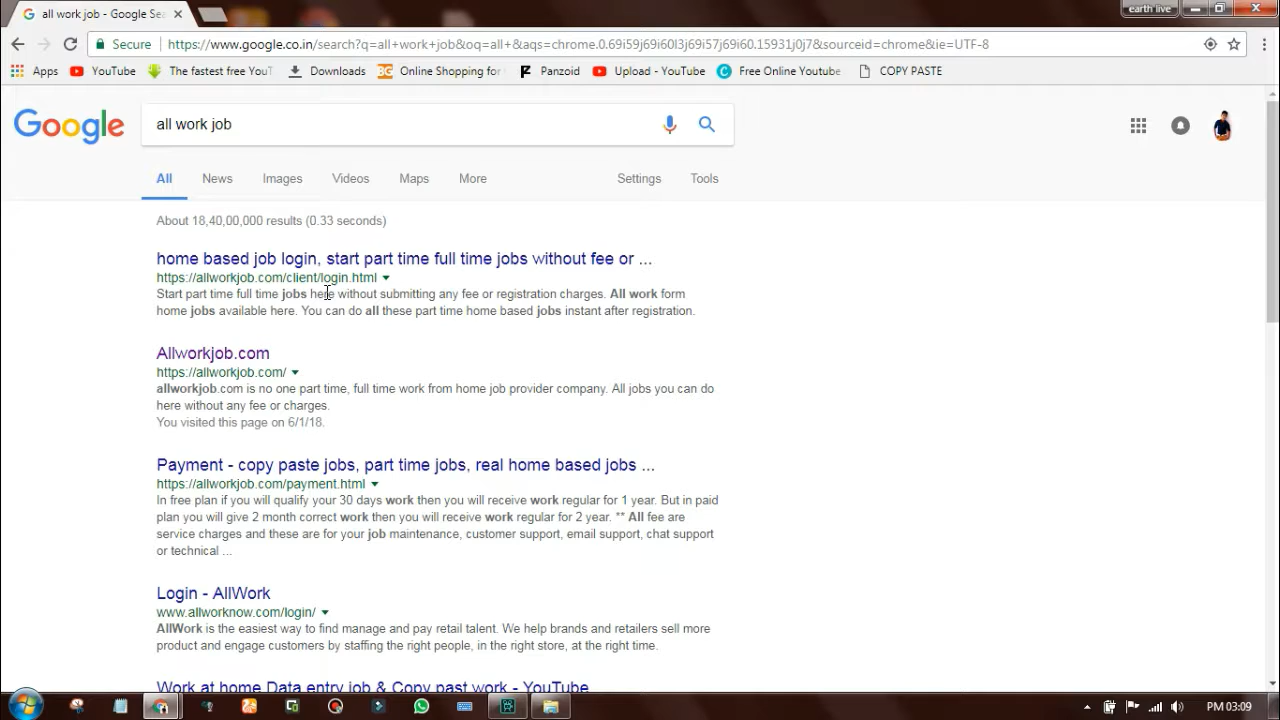 all work job - Google Sea
earth live
Secure
https://www.google.co.in/search?q=all+work+job&oq=all+&aqs=chrome.0.69i59j69i60l3j69i57j69i60.15931j0j7&sourceid=chrome&ie=UTF-8
Apps YouTube The fastest free YouT Downloads Online Shopping for Panzoid Upload - YouTube Free Online Youtube COPY PASTE
Google
all work job
All News Images Videos Maps More Settings Tools
About 18,40,00,000 results (0.33 seconds)
home based job login, start part time full time jobs without fee or ...
https://allworkjob.com/client/login.html
Start part time full time jobs here without submitting any fee or registration charges. All work form
home jobs available here. You can do all these part time home based jobs instant after registration.
Allworkjob.com
https://allworkjob.com/
allworkjob.com is no one part time, full time work from home job provider company. All jobs you can do
here without any fee or charges.
You visited this page on 6/1/18.
Payment - copy paste jobs, part time jobs, real home based jobs ...
https://allworkjob.com/payment.html
In free plan if you will qualify your 30 days work then you will receive work regular for 1 year. But in paid
plan you will give 2 month correct work then you will receive work regular for 2 year. ** All fee are
service charges and these are for your job maintenance, customer support, email support, chat support
or technical ...
Login - AllWork
www.allworknow.com/login/
AllWork is the easiest way to find manage and pay retail talent. We help brands and retailers sell more
product and engage customers by staffing the right people, in the right store, at the right time.
Work at home Data entry job & Copy past work - YouTube
PM 03:09